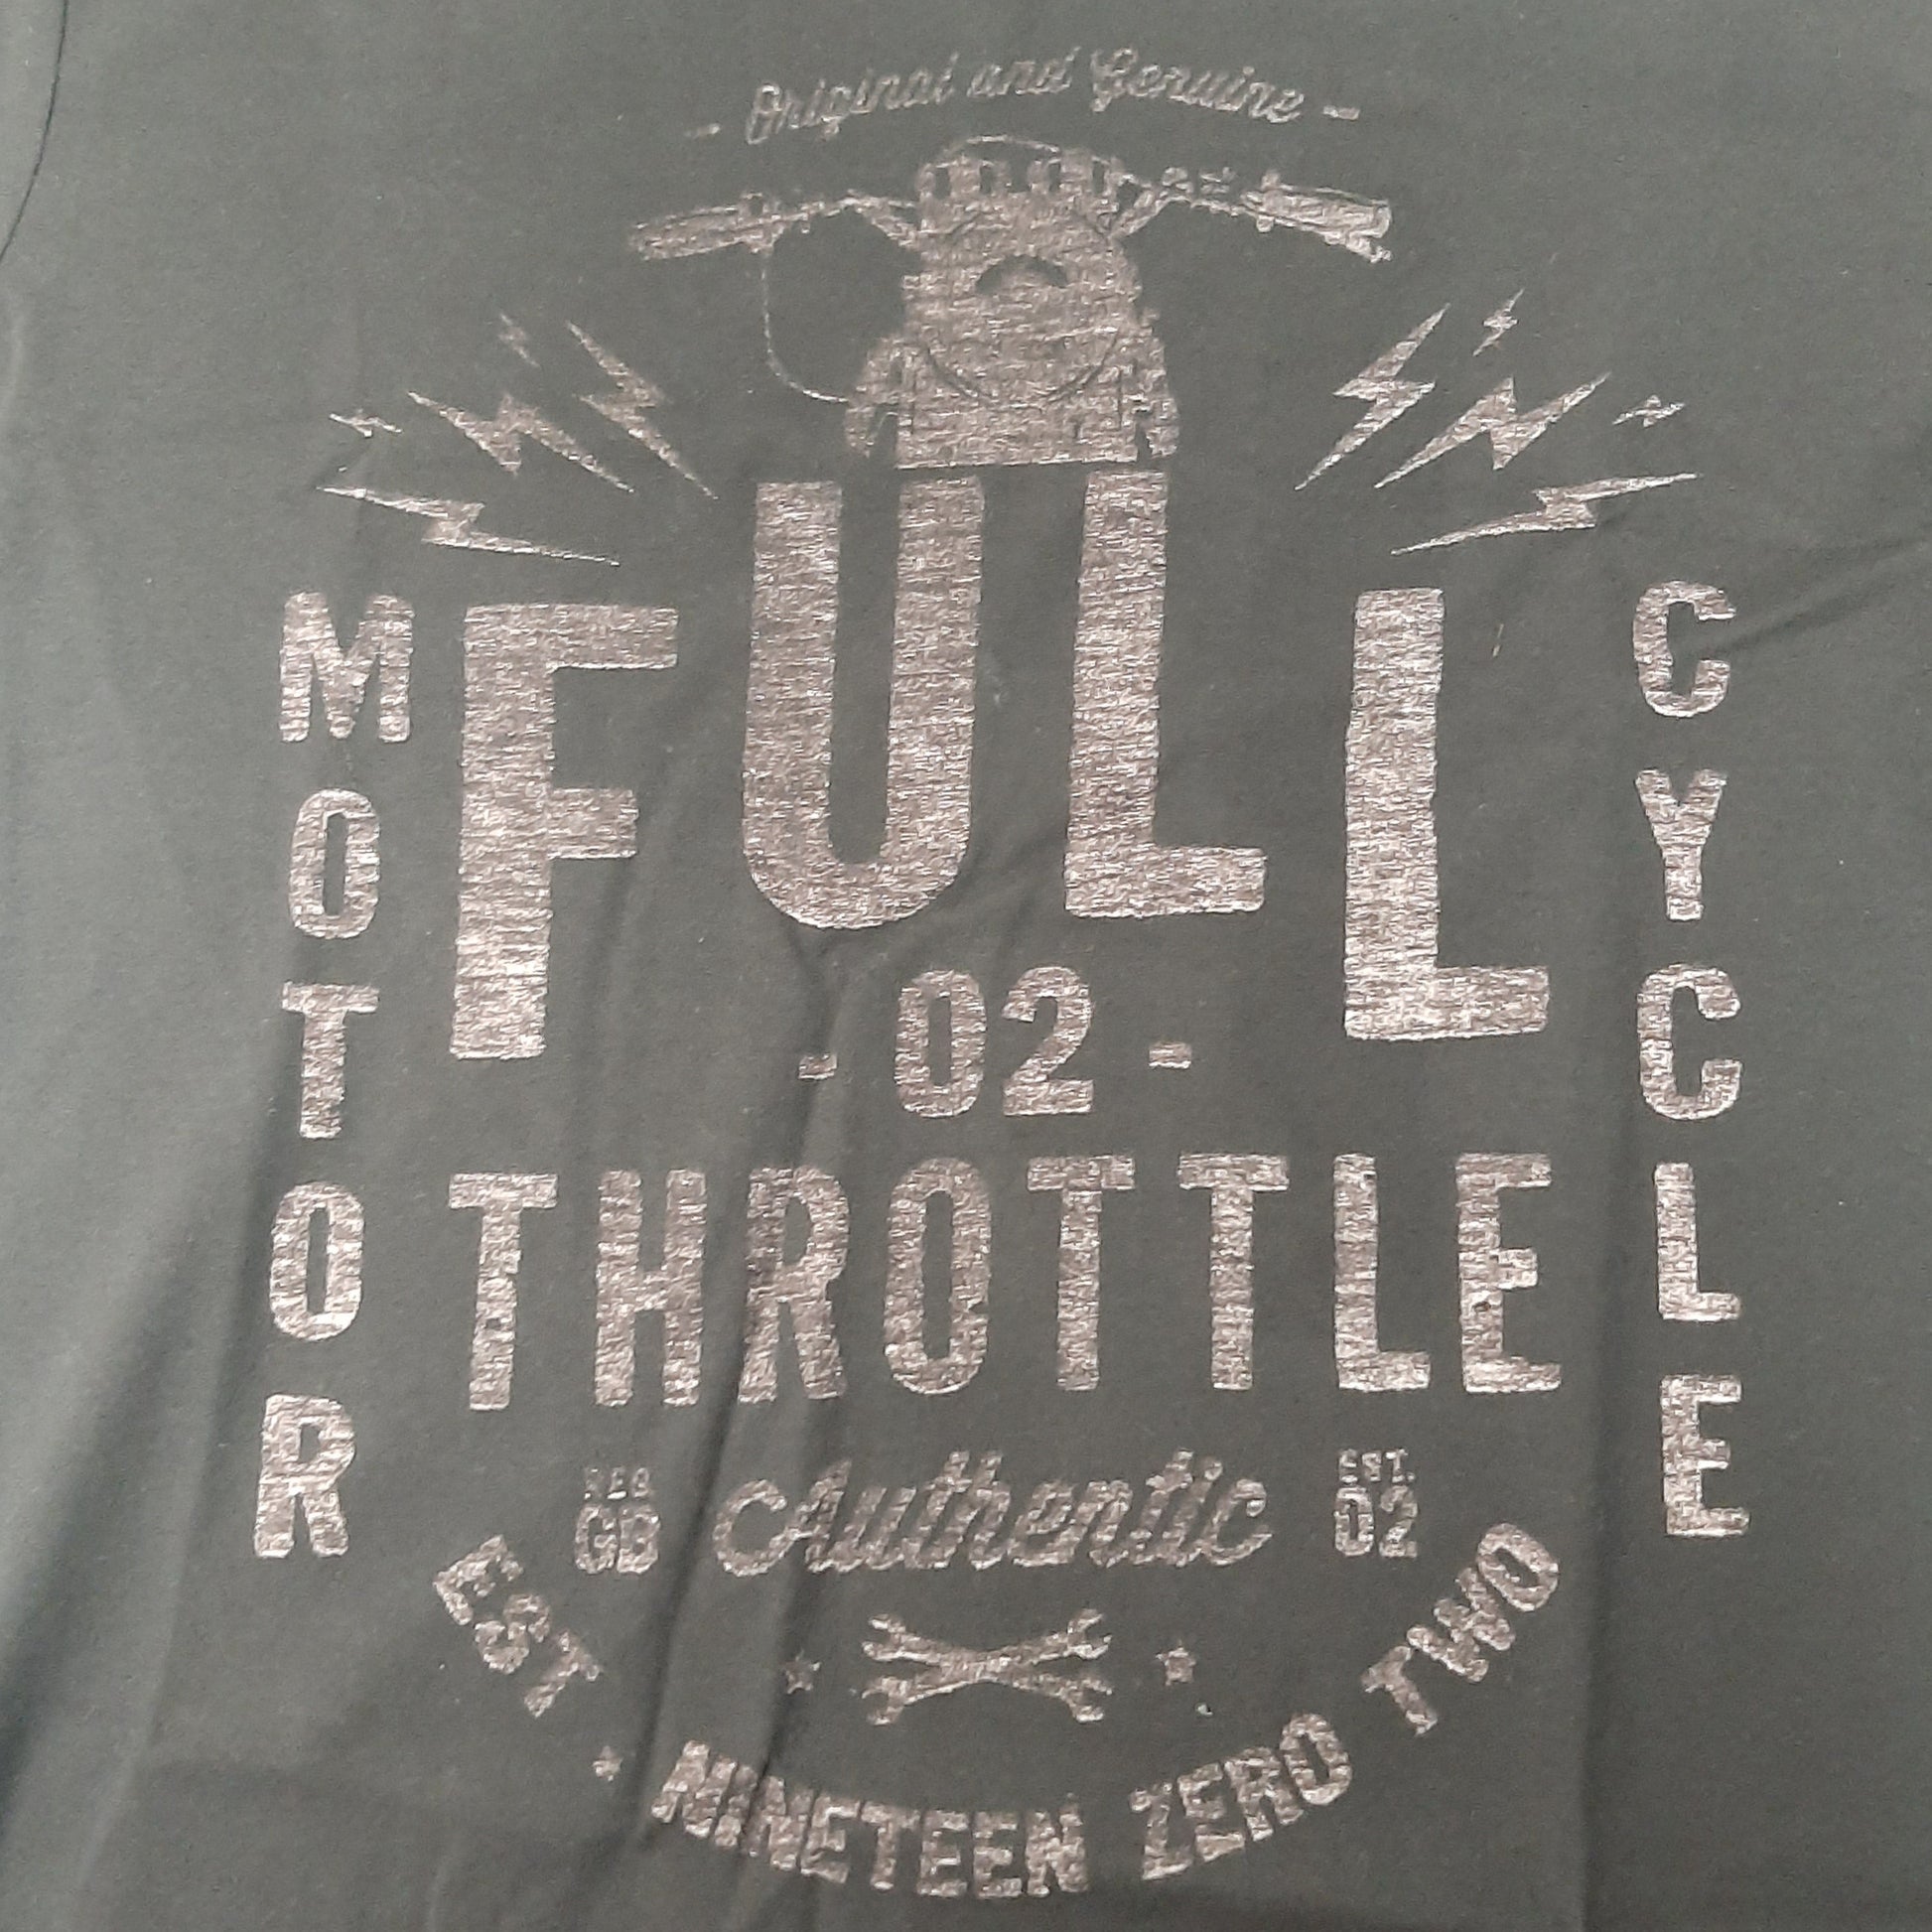 - Original and Genuine -
MOTOR
FULL
CYCLE
- 02 -
THROTTLE
REG
GB
Authentic
EST.
02
EST
NINETEEN ZERO TWO